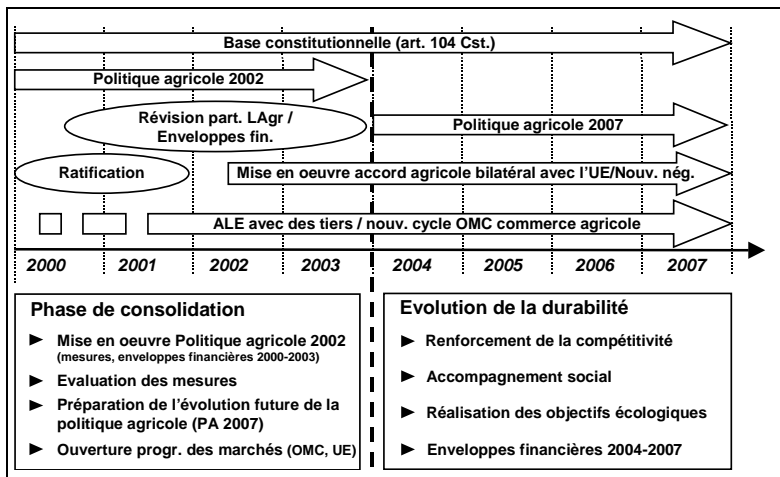 Base constitutionnelle (art. 104 Cst.)
Politique agricole 2002
Révision part. LAgr /
Enveloppes fin.
Politique agricole 2007
Ratification
Mise en oeuvre accord agricole bilatéral avec l'UE/Nouv. nég.
ALE avec des tiers / nouv. cycle OMC commerce agricole
2000 2001 2002 2003 2004 2005 2006 2007
Phase de consolidation
► Mise en oeuvre Politique agricole 2002
(mesures, enveloppes financières 2000-2003)
► Evaluation des mesures
► Préparation de l'évolution future de la
politique agricole (PA 2007)
► Ouverture progr. des marchés (OMC, UE)
Evolution de la durabilité
► Renforcement de la compétitivité
► Accompagnement social
► Réalisation des objectifs écologiques
► Enveloppes financières 2004-2007